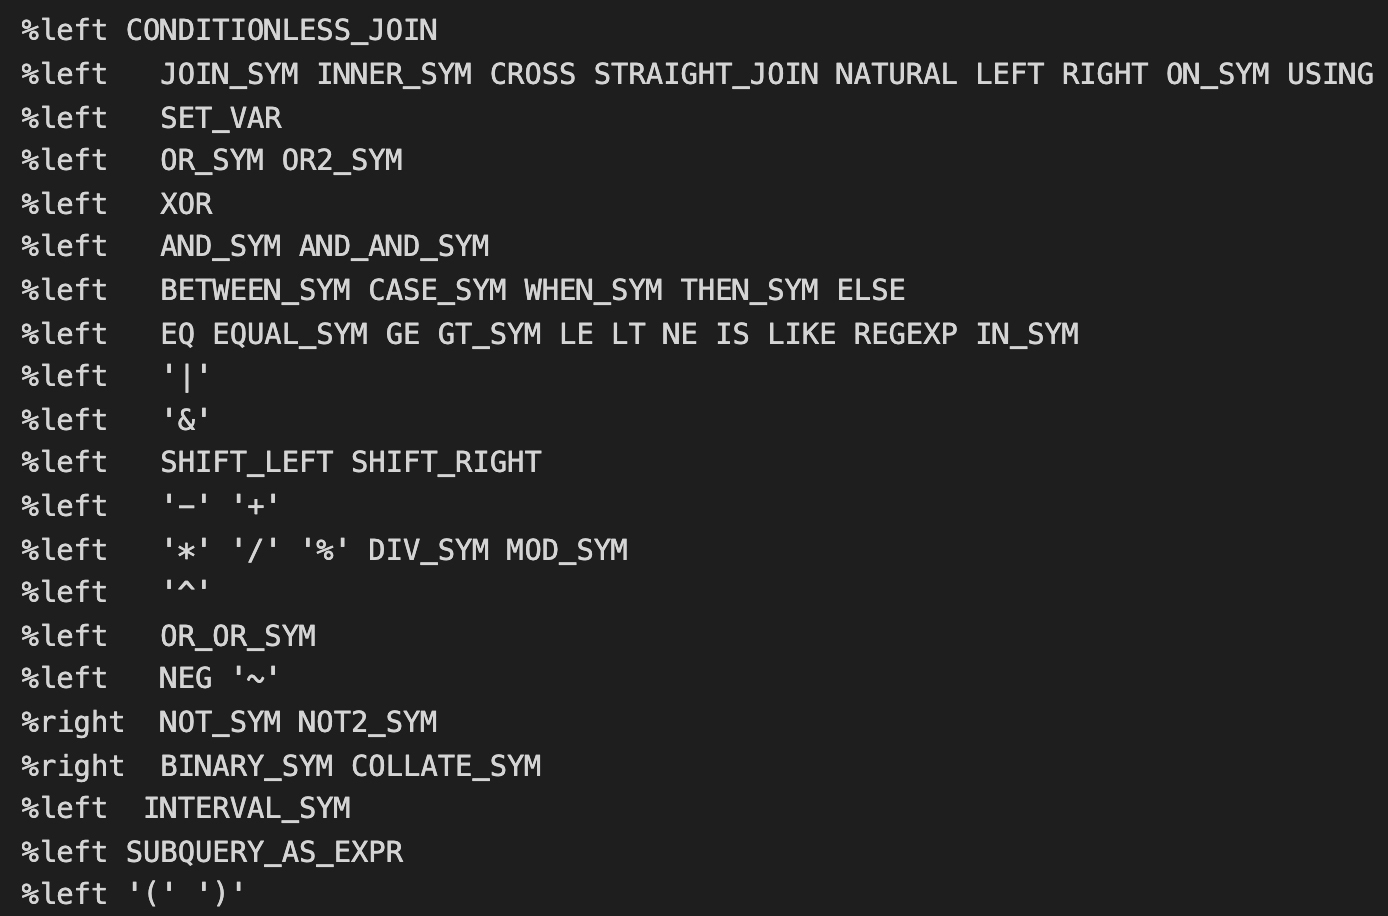 %left CONDITIONLESS_JOIN
%left   JOIN_SYM INNER_SYM CROSS STRAIGHT_JOIN NATURAL LEFT RIGHT ON_SYM USING
%left   SET_VAR
%left   OR_SYM OR2_SYM
%left   XOR
%left   AND_SYM AND_AND_SYM
%left   BETWEEN_SYM CASE_SYM WHEN_SYM THEN_SYM ELSE
%left   EQ EQUAL_SYM GE GT_SYM LE LT NE IS LIKE REGEXP IN_SYM
%left   '|'
%left   '&'
%left   SHIFT_LEFT SHIFT_RIGHT
%left   '-' '+'
%left   '*' '/' '%' DIV_SYM MOD_SYM
%left   '^'
%left   OR_OR_SYM
%left   NEG '~'
%right  NOT_SYM NOT2_SYM
%right  BINARY_SYM COLLATE_SYM
%left  INTERVAL_SYM
%left SUBQUERY_AS_EXPR
%left '(' ')'